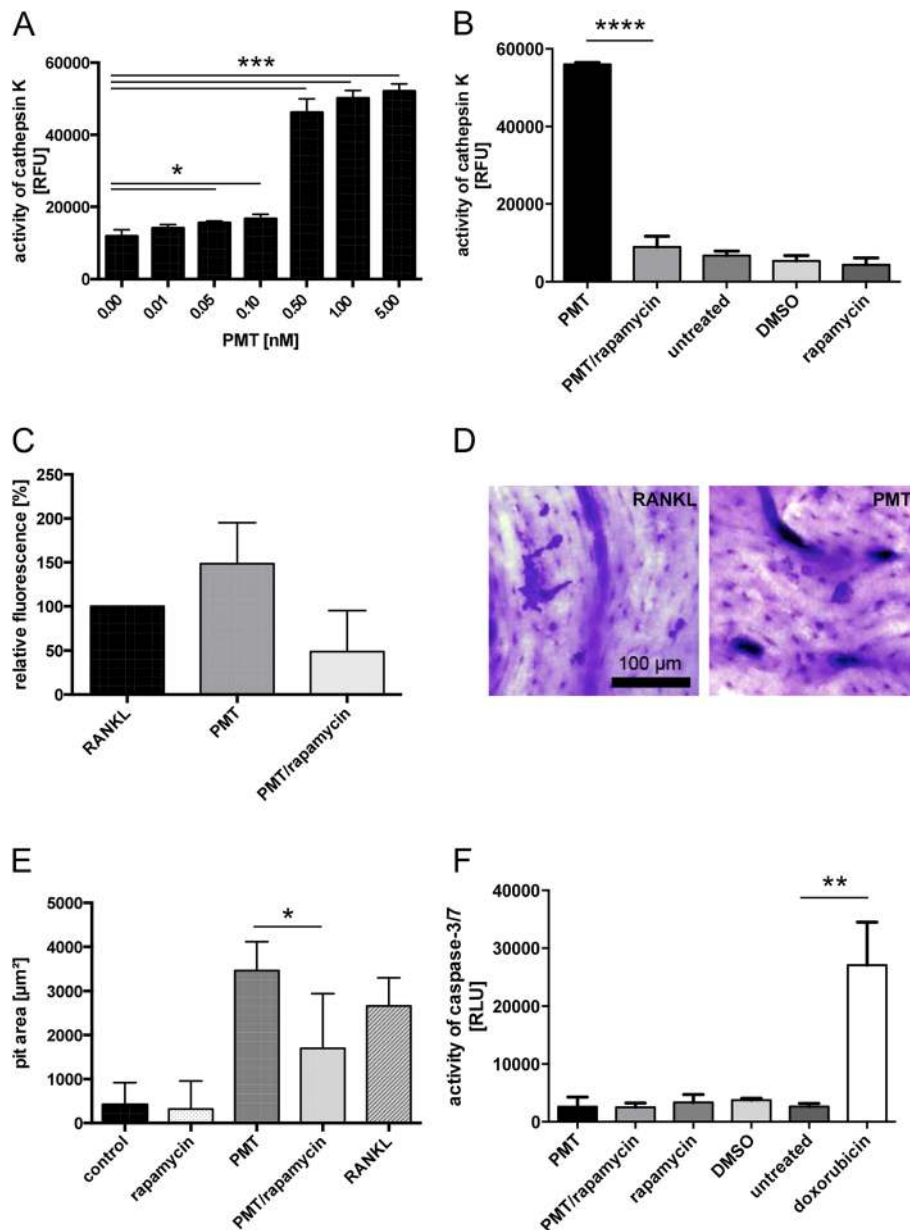 A
activity of cathepsin K
[RFU]
60000
40000
20000
0
***
*
0.00
0.01
0.05
0.10
0.50
1.00
5.00
PMT [nM]
B
activity of cathepsin K
[RFU]
60000
40000
20000
0
****
PMT
PMT/rapamycin
untreated
DMSO
rapamycin
C
relative fluorescence [%]
250
200
150
100
50
0
RANKL
PMT
PMT/rapamycin
D
RANKL
100 µm
PMT
E
pit area [µm²]
5000
4000
3000
2000
1000
0
*
control
rapamycin
PMT
PMT/rapamycin
RANKL
F
activity of caspase-3/7
[RLU]
40000
30000
20000
10000
0
**
PMT
PMT/rapamycin
rapamycin
DMSO
untreated
doxorubicin